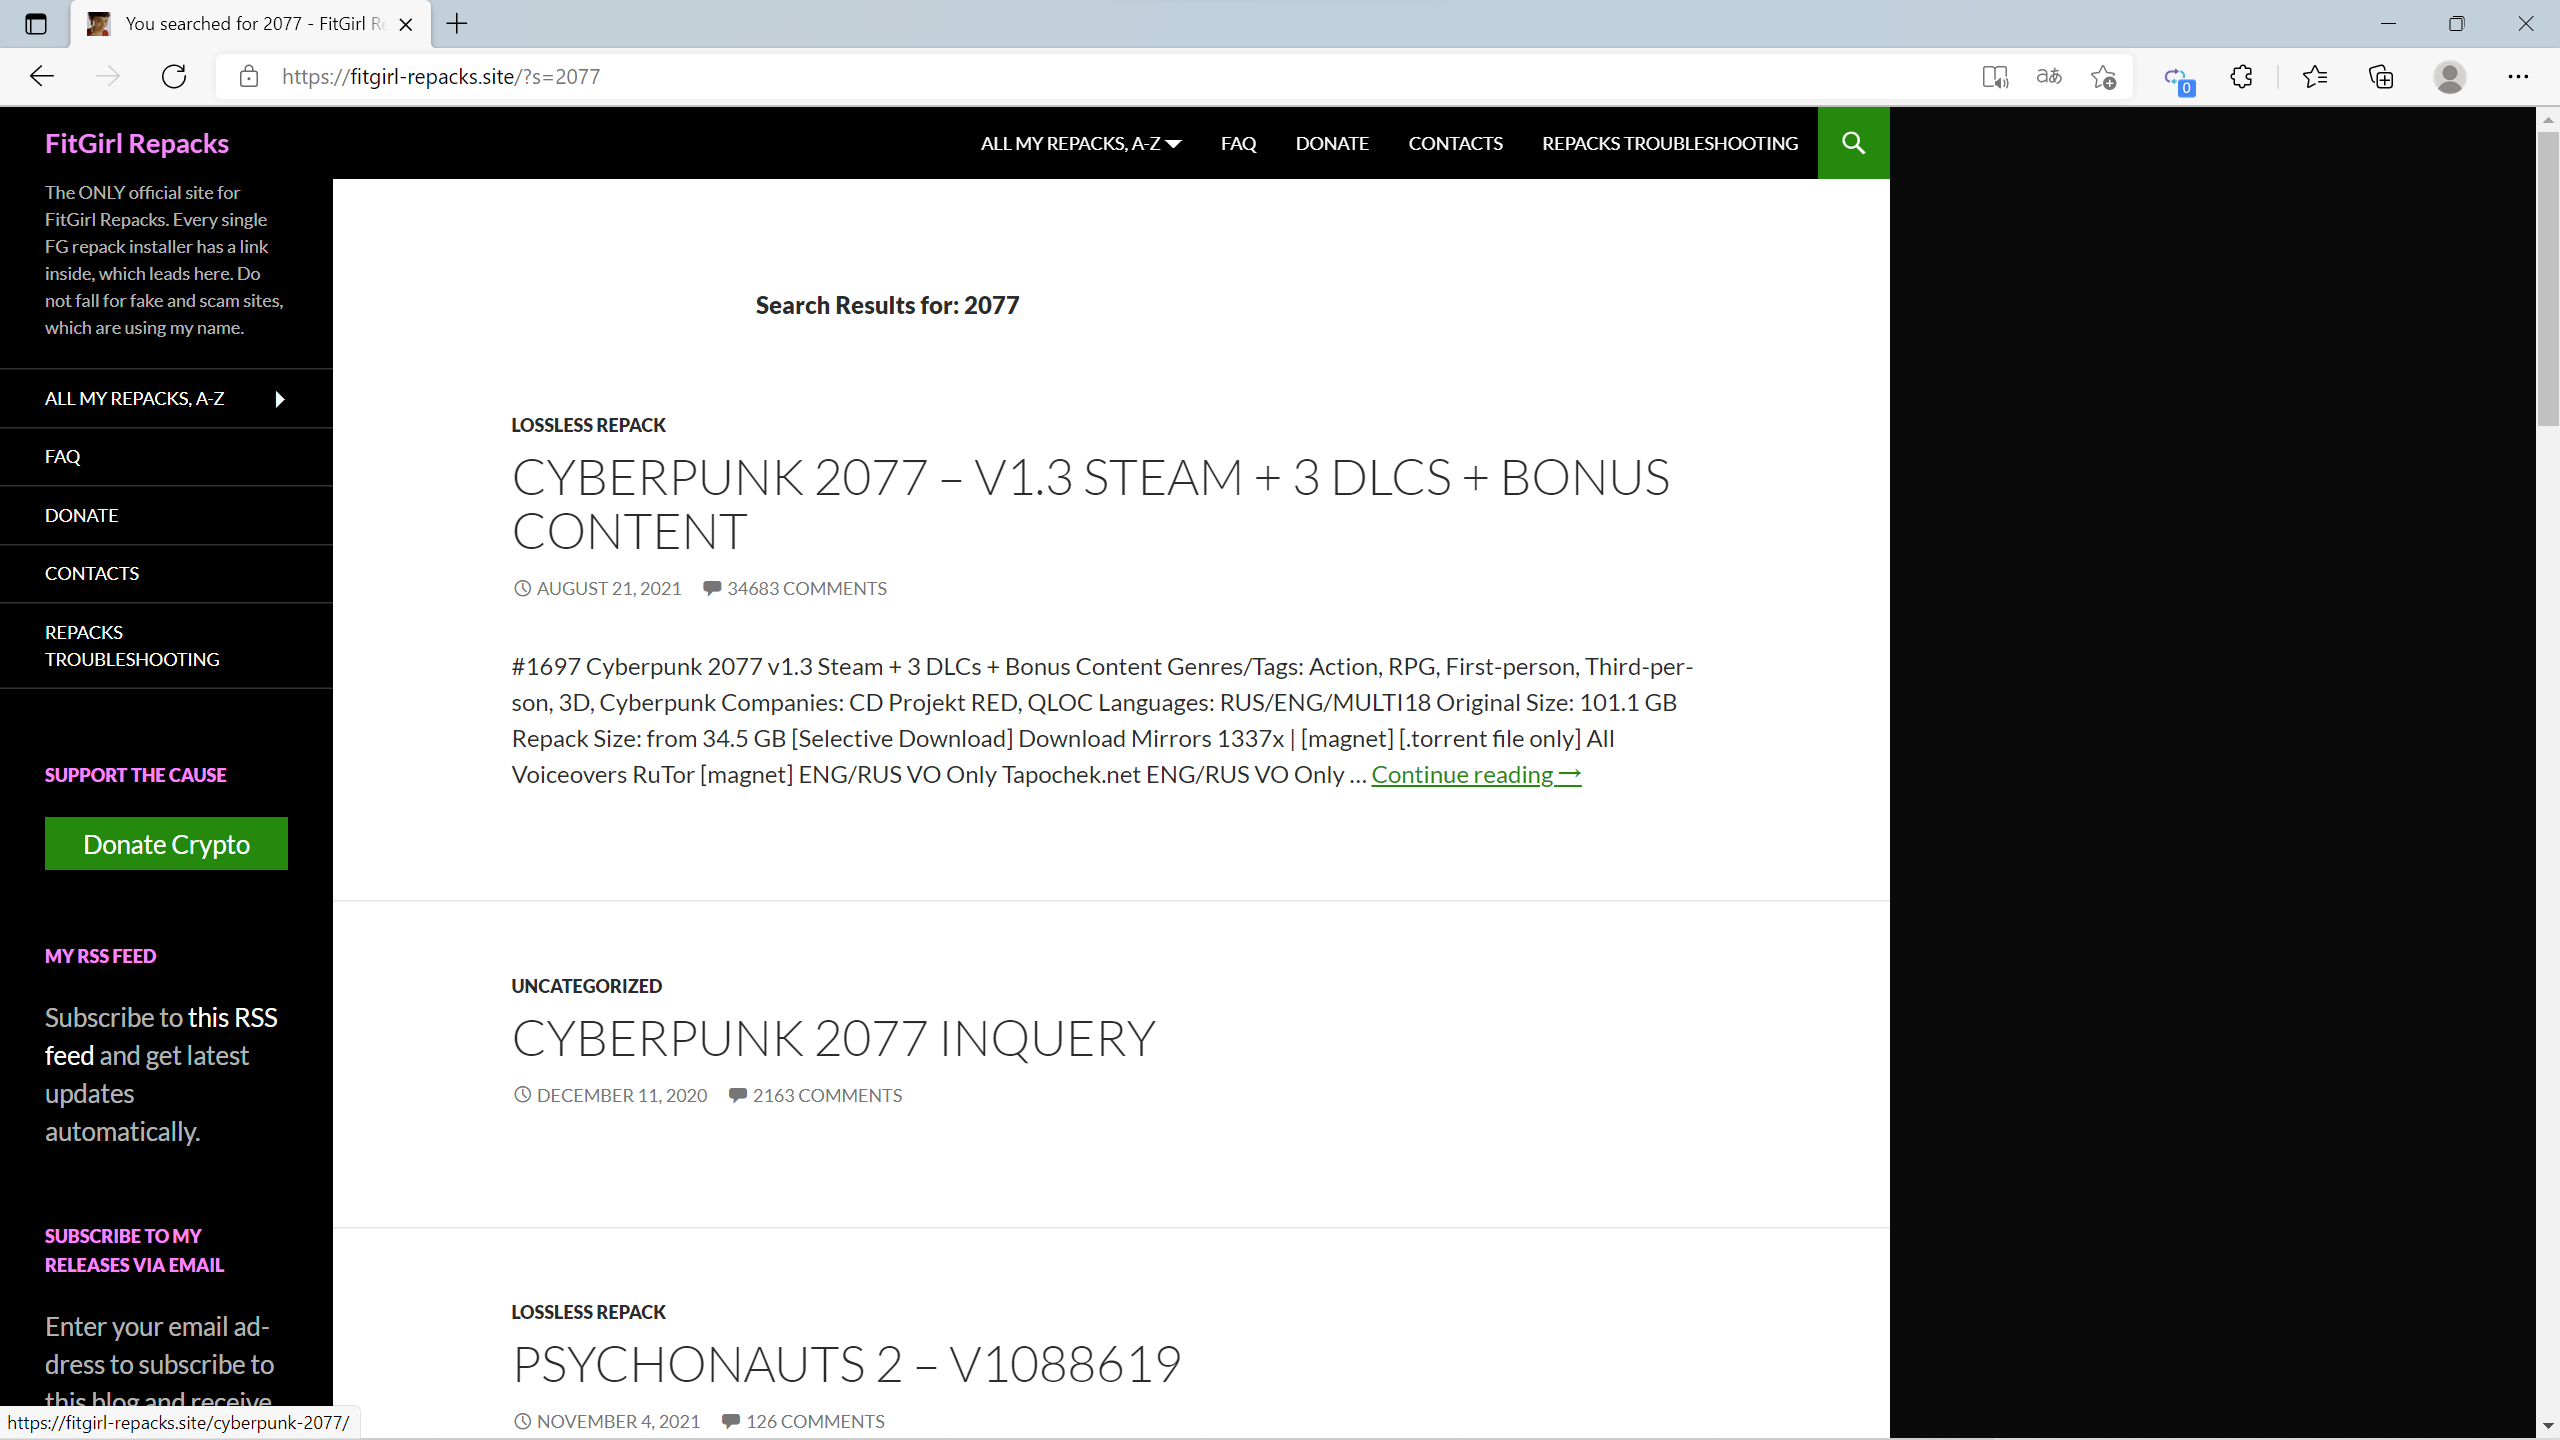 You searched for 2077 - FitGirl Re
https://fitgirl-repacks.site/?s=2077
aあ
0
FitGirl Repacks
ALL MY REPACKS, A-Z
FAQ
DONATE
CONTACTS
REPACKS TROUBLESHOOTING
The ONLY official site for
FitGirl Repacks. Every single
FG repack installer has a link
inside, which leads here. Do
not fall for fake and scam sites,
which are using my name.
ALL MY REPACKS, A-Z
FAQ
DONATE
CONTACTS
REPACKS
TROUBLESHOOTING
SUPPORT THE CAUSE
Donate Crypto
MY RSS FEED
Subscribe to this RSS
feed and get latest
updates
automatically.
SUBSCRIBE TO MY
RELEASES VIA EMAIL
Enter your email ad-
dress to subscribe to
this blog and receive
Search Results for: 2077
LOSSLESS REPACK
CYBERPUNK 2077 – V1.3 STEAM + 3 DLCS + BONUS
CONTENT
AUGUST 21, 2021 34683 COMMENTS
#1697 Cyberpunk 2077 v1.3 Steam + 3 DLCs + Bonus Content Genres/Tags: Action, RPG, First-person, Third-per-
son, 3D, Cyberpunk Companies: CD Projekt RED, QLOC Languages: RUS/ENG/MULTI18 Original Size: 101.1 GB
Repack Size: from 34.5 GB [Selective Download] Download Mirrors 1337x | [magnet] [.torrent file only] All
Voiceovers RuTor [magnet] ENG/RUS VO Only Tapochek.net ENG/RUS VO Only … Continue reading →
UNCATEGORIZED
CYBERPUNK 2077 INQUERY
DECEMBER 11, 2020 2163 COMMENTS
LOSSLESS REPACK
PSYCHONAUTS 2 – V1088619
NOVEMBER 4, 2021 126 COMMENTS
https://fitgirl-repacks.site/cyberpunk-2077/